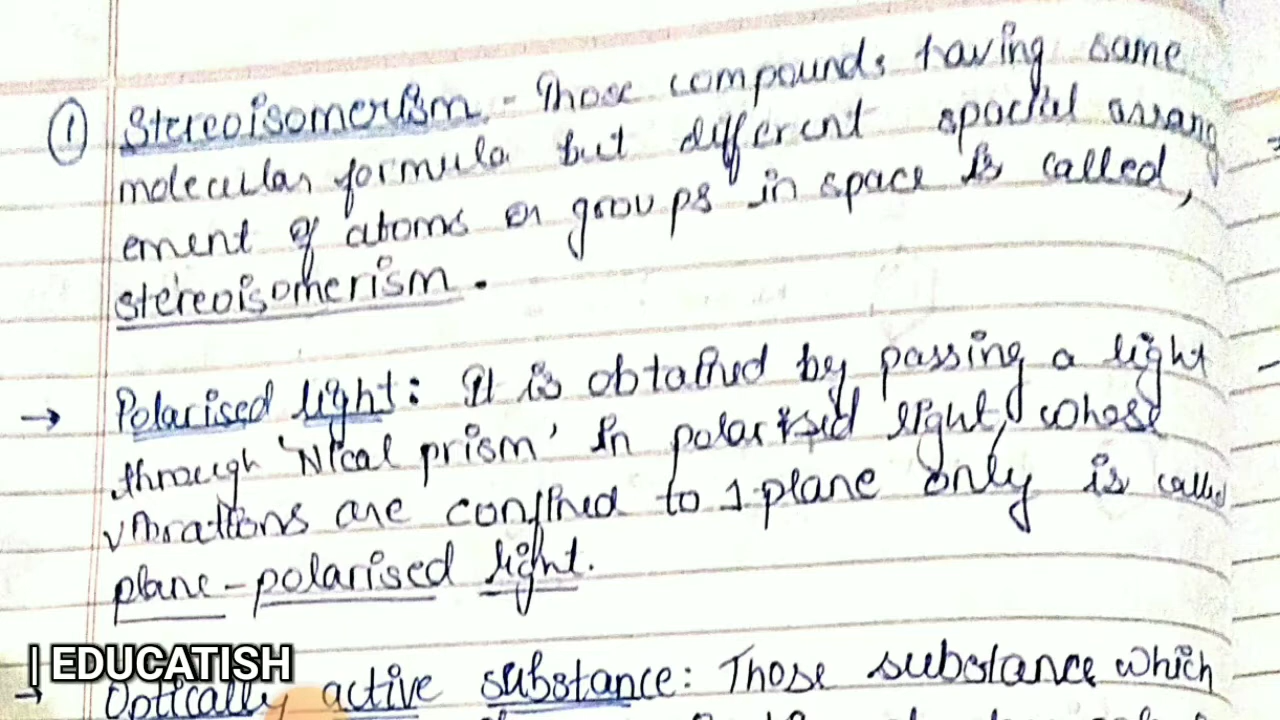 ① Stereoisomerism - Those compounds having same
molecular formula but different spacial arrang
ement of atoms or groups in space is called,
stereoisomerism.
→ Polarised light: It is obtained by passing a light
through 'Nical prism' in polarised light, whose
vibrations are confined to 1-plane only is called
plane-polarised light.
| EDUCATISH
→ Optically active substance: Those substance which